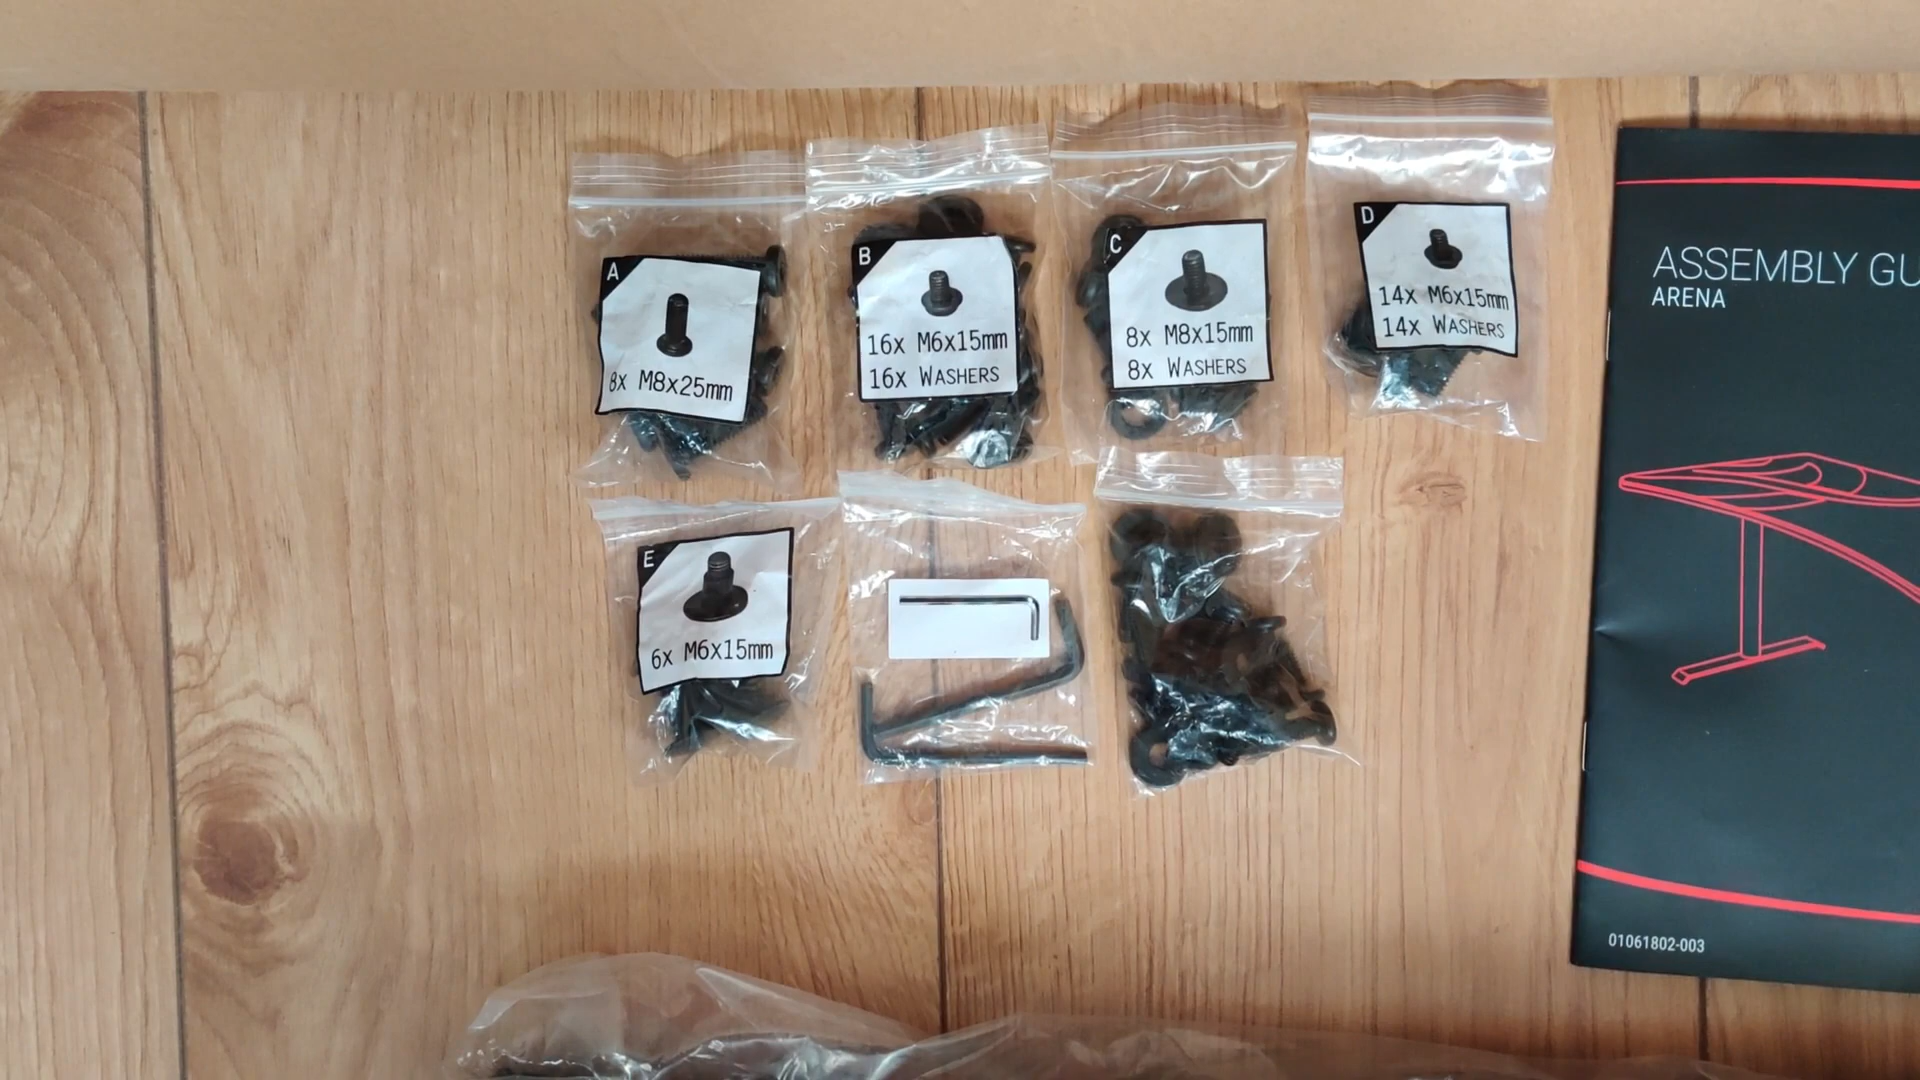 A
8x M8x25mm
B
16x M6x15mm
16x WASHERS
C
8x M8x15mm
8x WASHERS
D
14x M6x15mm
14x WASHERS
E
6x M6x15mm
ASSEMBLY GU
ARENA
01061802-003